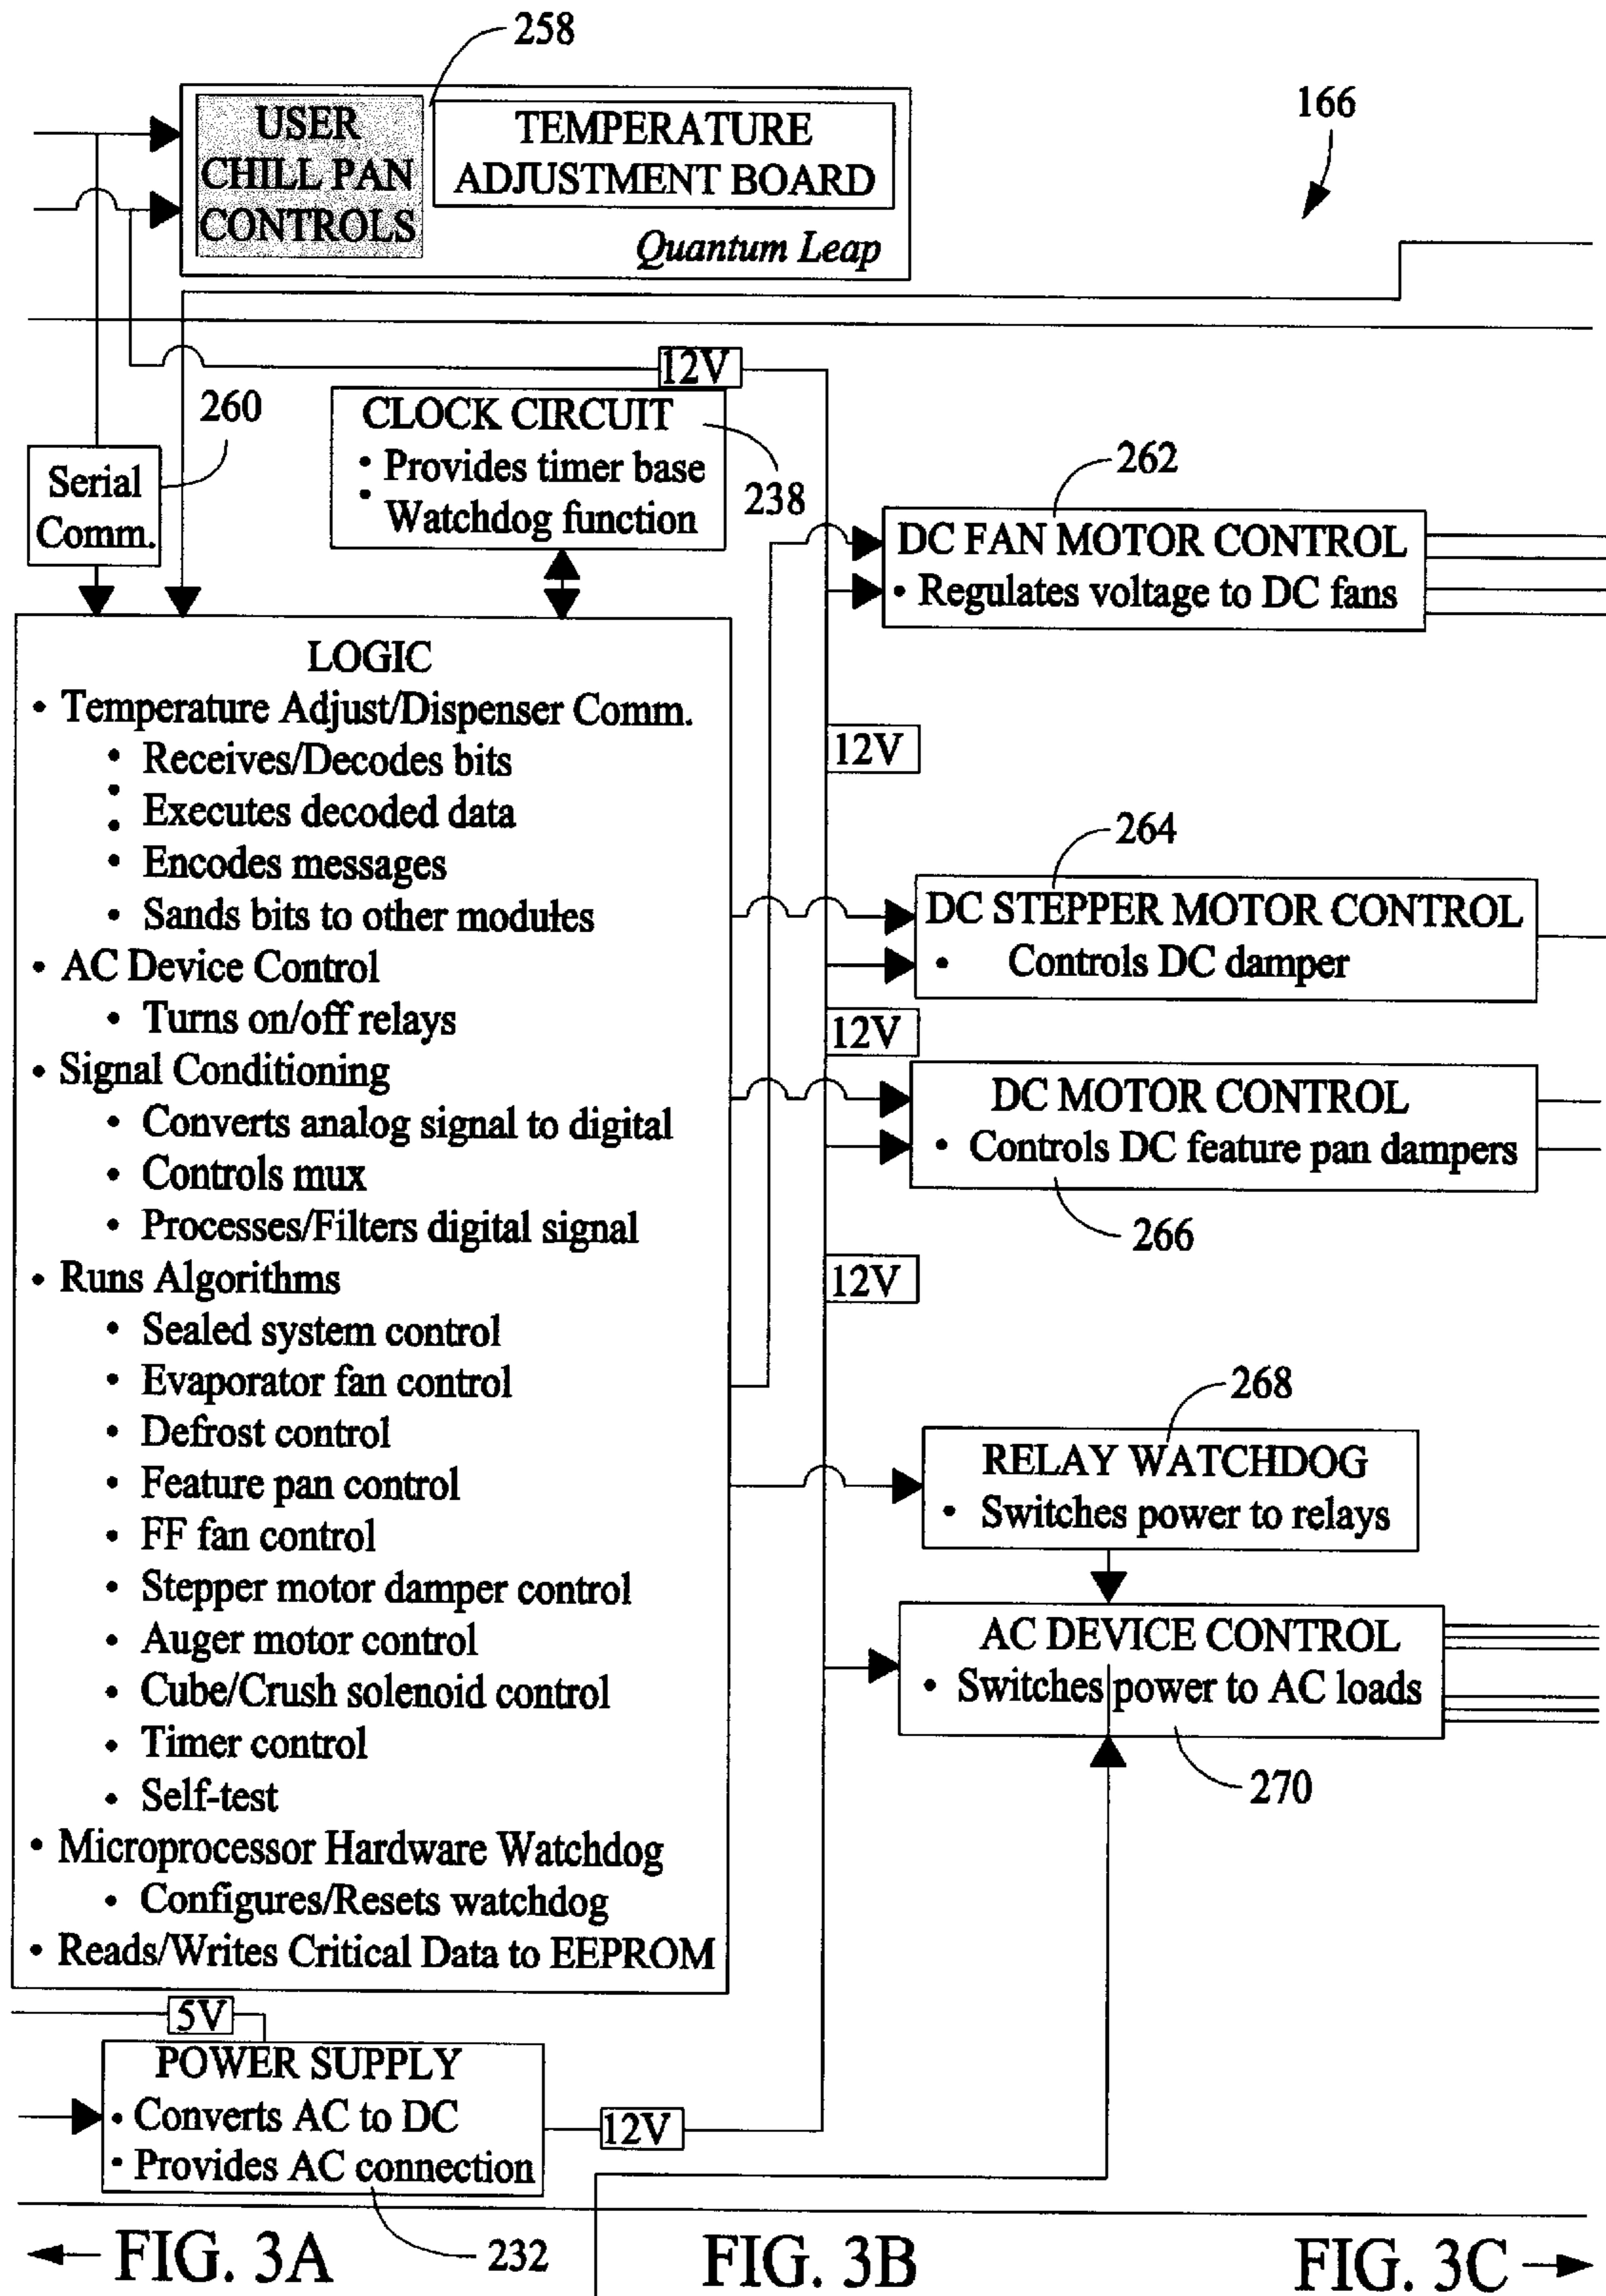 258
166
USER
CHILL PAN
CONTROLS
TEMPERATURE
ADJUSTMENT BOARD
Quantum Leap
12V
260
Serial
Comm.
CLOCK CIRCUIT
• Provides timer base
• Watchdog function
238
262
DC FAN MOTOR CONTROL
• Regulates voltage to DC fans
LOGIC
• Temperature Adjust/Dispenser Comm.
• Receives/Decodes bits
• Executes decoded data
• Encodes messages
• Sands bits to other modules
• AC Device Control
• Turns on/off relays
• Signal Conditioning
• Converts analog signal to digital
• Controls mux
• Processes/Filters digital signal
• Runs Algorithms
• Sealed system control
• Evaporator fan control
• Defrost control
• Feature pan control
• FF fan control
• Stepper motor damper control
• Auger motor control
• Cube/Crush solenoid control
• Timer control
• Self-test
• Microprocessor Hardware Watchdog
• Configures/Resets watchdog
• Reads/Writes Critical Data to EEPROM
12V
264
DC STEPPER MOTOR CONTROL
• Controls DC damper
12V
DC MOTOR CONTROL
• Controls DC feature pan dampers
266
12V
268
RELAY WATCHDOG
• Switches power to relays
AC DEVICE CONTROL
• Switches power to AC loads
270
5V
POWER SUPPLY
• Converts AC to DC
• Provides AC connection
12V
232
FIG. 3A
FIG. 3B
FIG. 3C